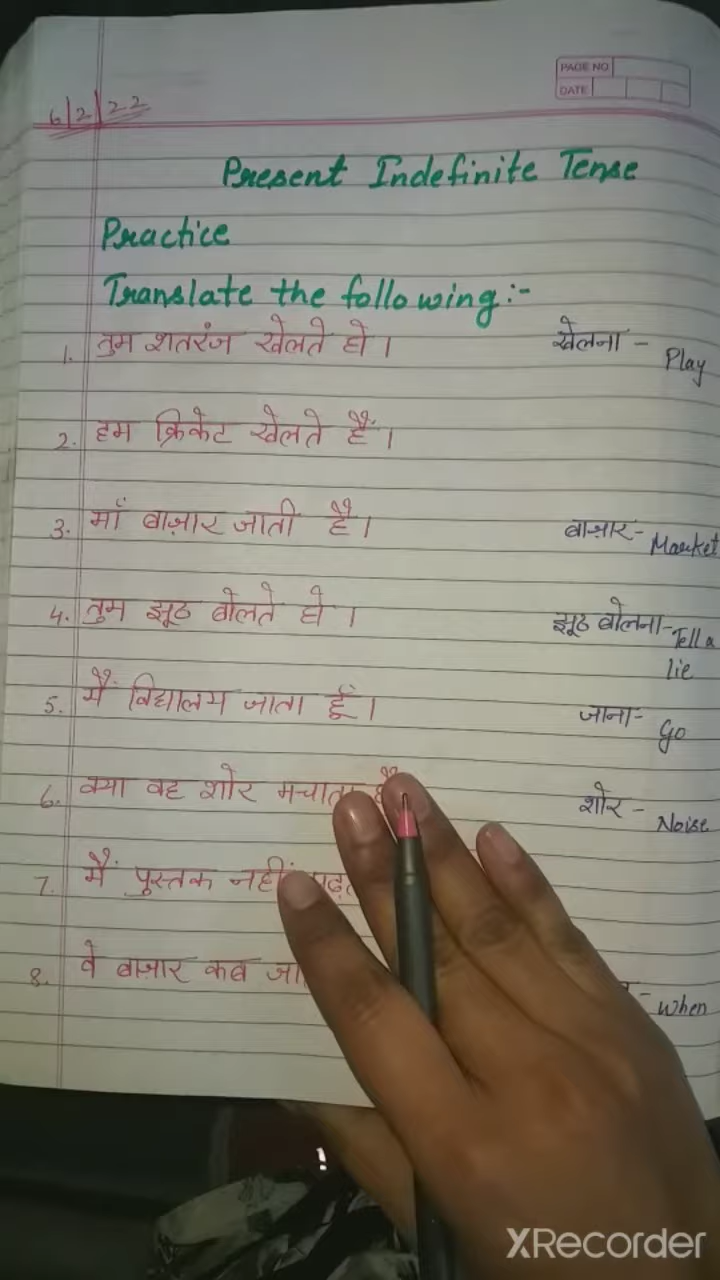 PAGE NO
DATE
6/2/22
Present Indefinite Tense
Practice
Translate the following:-
1. तुम शतरंज खेलते हो। खेलना - Play
2. हम क्रिकेट खेलते हैं।
3. माँ बाज़ार जाती है। बाज़ार- Market
4. तुम झूठ बोलते हो। झूठ बोलना- Tell a
lie
5. मैं विद्यालय जाता हूँ। जाना- Go
6. क्या वह शोर मचाता है शोर - Noise
7. मैं पुस्तक नहीं
8. वे बाज़ार कब - When
XRecorder